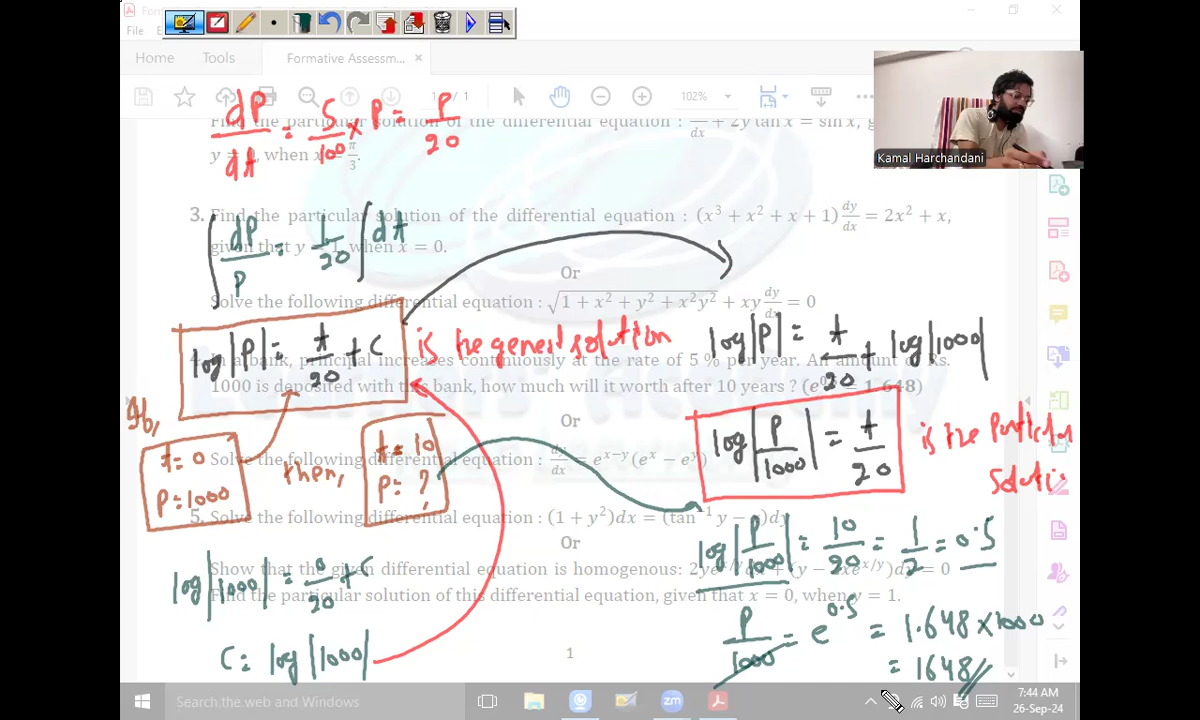 File
Home Tools Formative Assessm... ×
1 / 1 102%
Kamal Harchandani
Find the particular solution of the differential equation : dx + 2y tan x = sin x,
y = when x = π/3.
dP/dt = 5/100 × P = P/20
3. Find the particular solution of the differential equation : (x³ + x² + x + 1) dy/dx = 2x² + x,
given that y = 1, when x = 0.
∫ dP/P = 1/20 ∫ dt
Or
Solve the following differential equation : √1 + x² + y² + x²y² + xy dy/dx = 0
log|P| = t/20 + C is the general solution
log|P| = t/20 + log|1000|
4. In a bank, principal increases continuously at the rate of 5 % per year. An amount of Rs.
1000 is deposited with this bank, how much will it worth after 10 years ? (e = 1.648)
Or
If, t=0 P=1000 then, t=10 P=?
log|P/1000| = t/20 is the particular solution
Solve the following differential equation : = e^(x−y)(e^x − e^y)
5. Solve the following differential equation : (1 + y²)dx = (tan⁻¹ y − x)dy
Or
log|1000| = 0/20 + C
log|P/1000| = 10/20 = 1/2 = 0.5
Show that the given differential equation is homogenous: 2ye^(x/y)dx + (y − 2xe^(x/y))dy = 0
Find the particular solution of this differential equation, given that x = 0, when y = 1.
C = log|1000|
P/1000 = e^0.5 = 1.648 × 1000
= 1648//
1
Search the web and Windows
zm
7:44 AM
26-Sep-24